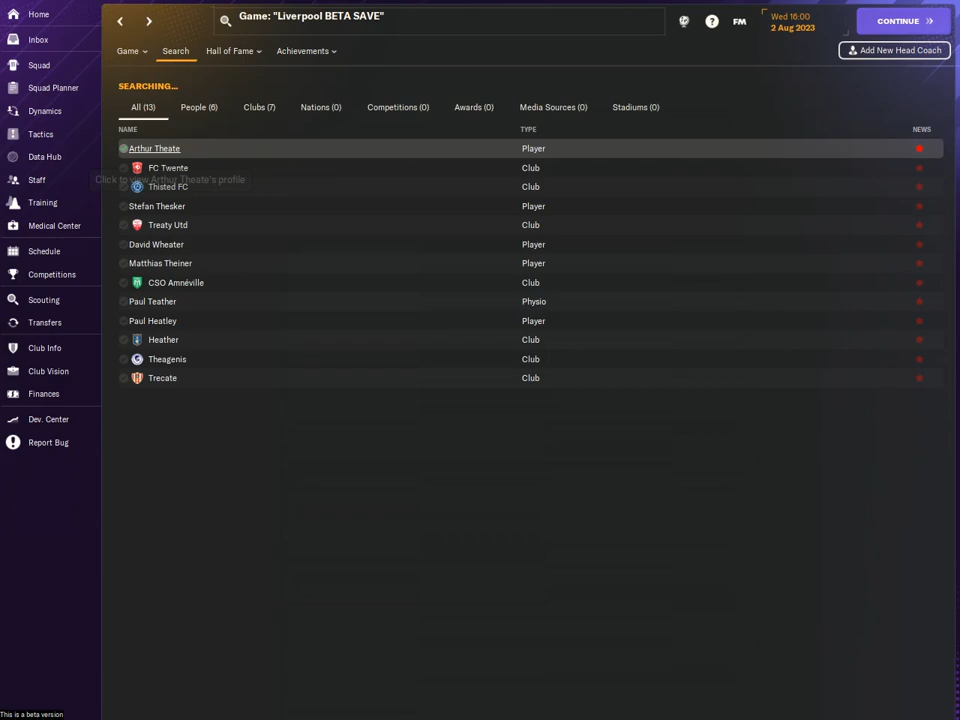 Home
Inbox
Squad
Squad Planner
Dynamics
Tactics
Data Hub
Staff
Training
Medical Center
Schedule
Competitions
Scouting
Transfers
Club Info
Club Vision
Finances
Dev. Center
Report Bug
This is a beta version
Game: "Liverpool BETA SAVE"
? FM
Wed 16:00
2 Aug 2023
CONTINUE
Game Search Hall of Fame Achievements
Add New Head Coach
SEARCHING...
All (13) People (6) Clubs (7) Nations (0) Competitions (0) Awards (0) Media Sources (0) Stadiums (0)
NAME TYPE NEWS
Arthur Theate Player
FC Twente Club
Click to view Arthur Theate's profile
Thisted FC Club
Stefan Thesker Player
Treaty Utd Club
David Wheater Player
Matthias Theiner Player
CSO Amnéville Club
Paul Teather Physio
Paul Heatley Player
Heather Club
Theagenis Club
Trecate Club